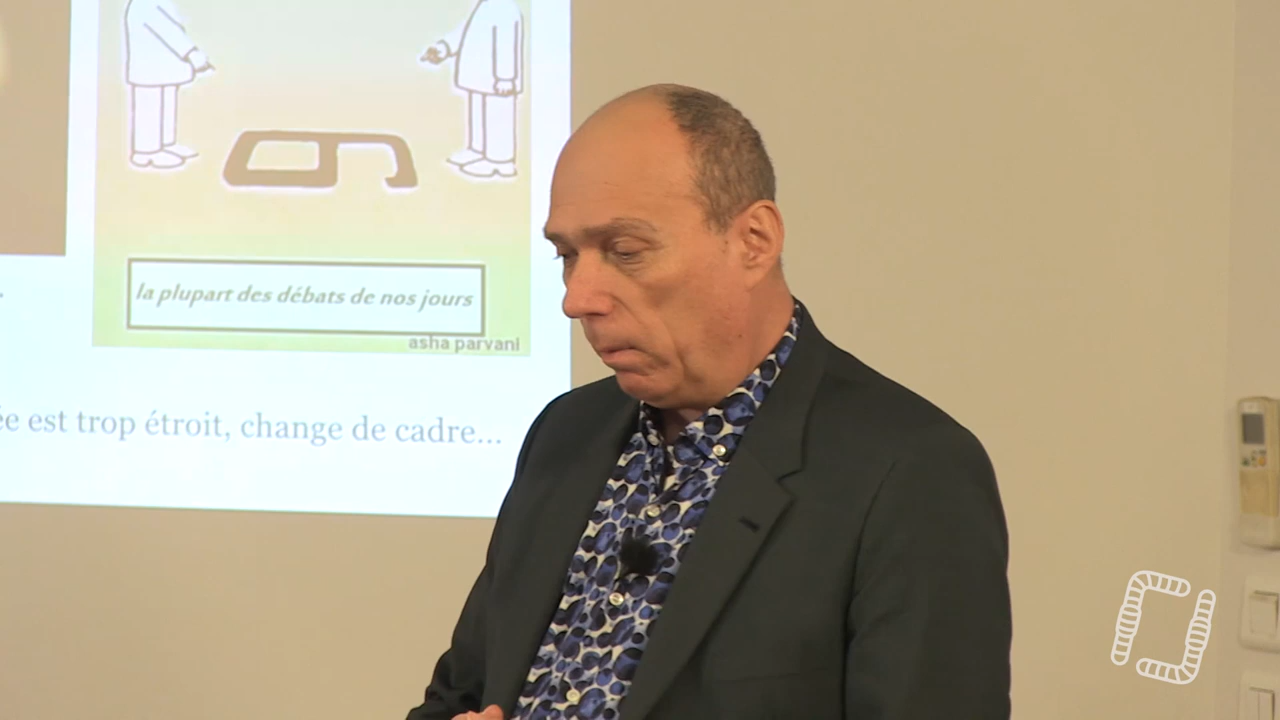 la plupart des débats de nos jours
asha parvani
est trop étroit, change de cadre...